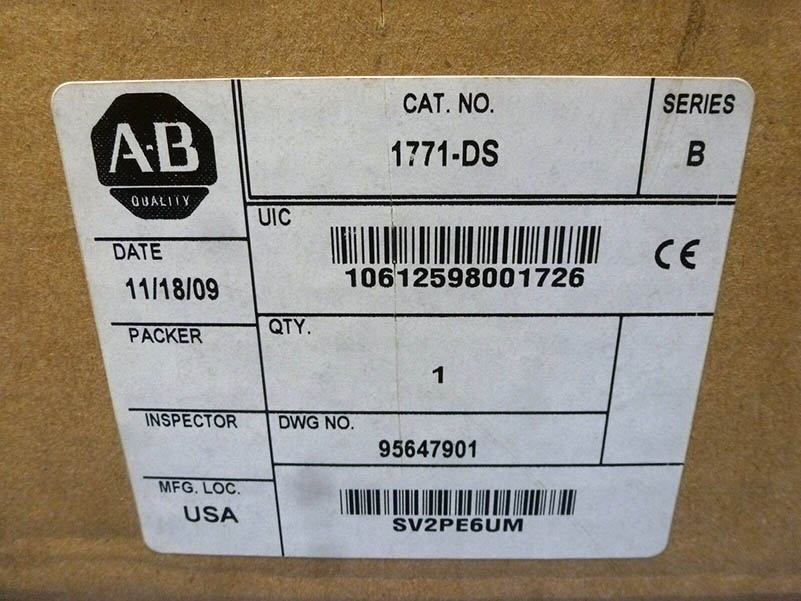 A-B
QUALITY
CAT. NO.
1771-DS
SERIES
B
UIC
10612598001726
CE
DATE
11/18/09
PACKER
QTY.
1
INSPECTOR
DWG NO.
95647901
MFG. LOC.
USA
SV2PE6UM